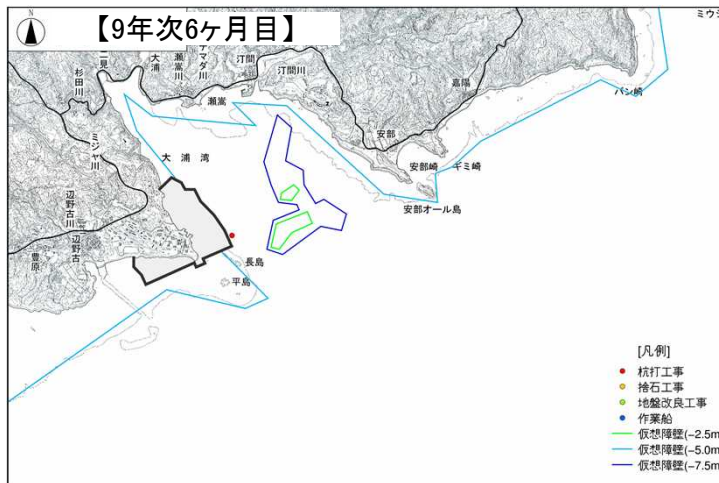 【9年次6ヶ月目】
N
ミウシ
二見
杉田川
大浦
瀬嵩川
テマダ川
汀間
汀間川
瀬嵩
嘉陽
バン崎
ミジャ川
大浦湾
安部
安部崎
ギミ崎
安部オール島
辺野古川
辺野古
豊原
長島
平島
[凡例]
杭打工事
捨石工事
地盤改良工事
作業船
仮想障壁(-2.5m
仮想障壁(-5.0m
仮想障壁(-7.5m